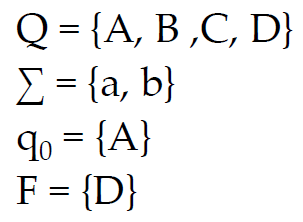 Q = {A, B ,C, D}
∑ = {a, b}
q₀ = {A}
F = {D}